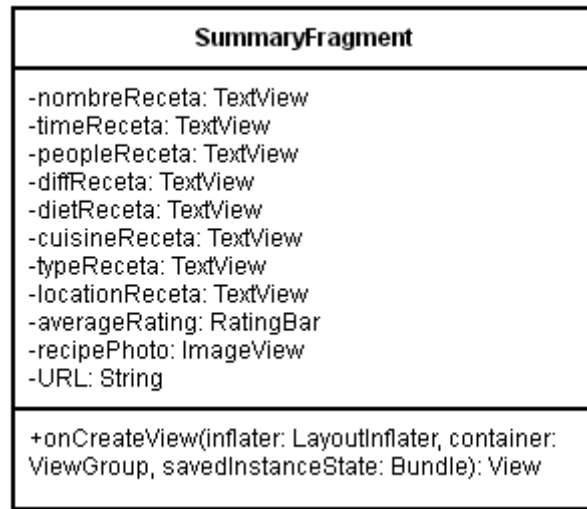 SummaryFragment
-nombreReceta: TextView
-timeReceta: TextView
-peopleReceta: TextView
-diffReceta: TextView
-dietReceta: TextView
-cuisineReceta: TextView
-typeReceta: TextView
-locationReceta: TextView
-averageRating: RatingBar
-recipePhoto: ImageView
-URL: String
+onCreateView(inflater: LayoutInflater, container:
ViewGroup, savedInstanceState: Bundle): View